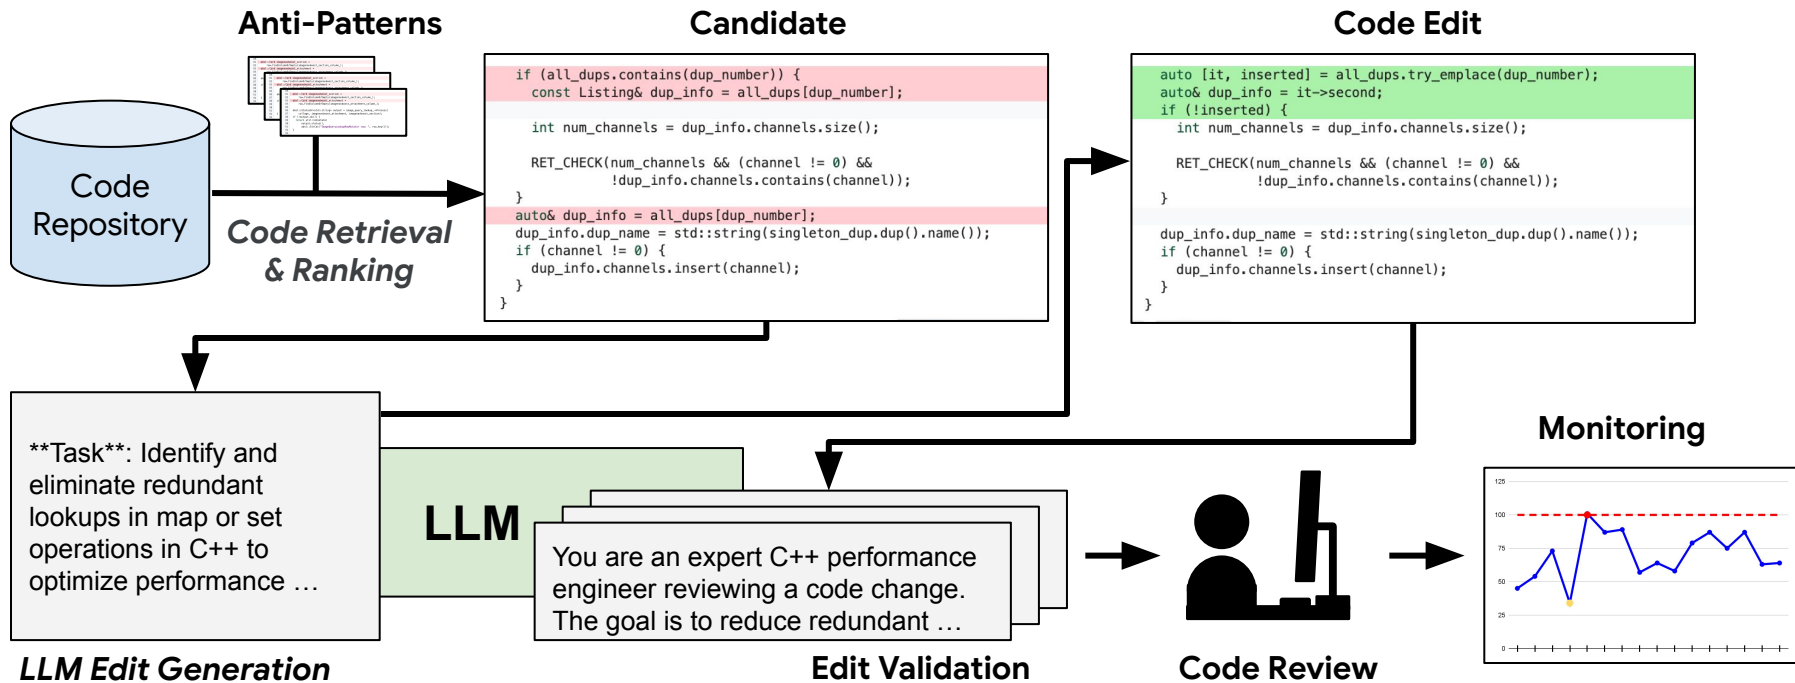 Anti-Patterns
Candidate
Code Edit
Code
Repository
Code Retrieval
& Ranking
if (all_dups.contains(dup_number)) {
const Listing& dup_info = all_dups[dup_number];
int num_channels = dup_info.channels.size();
RET_CHECK(num_channels && (channel != 0) &&
!dup_info.channels.contains(channel));
}
auto& dup_info = all_dups[dup_number];
dup_info.dup_name = std::string(singleton_dup.dup().name());
if (channel != 0) {
dup_info.channels.insert(channel);
}
}
auto [it, inserted] = all_dups.try_emplace(dup_number);
auto& dup_info = it->second;
if (!inserted) {
int num_channels = dup_info.channels.size();
RET_CHECK(num_channels && (channel != 0) &&
!dup_info.channels.contains(channel));
}
dup_info.dup_name = std::string(singleton_dup.dup().name());
if (channel != 0) {
dup_info.channels.insert(channel);
}
}
**Task**: Identify and
eliminate redundant
lookups in map or set
operations in C++ to
optimize performance …
LLM
You are an expert C++ performance
engineer reviewing a code change.
The goal is to reduce redundant …
Monitoring
125
100
75
50
25
0
LLM Edit Generation
Edit Validation
Code Review